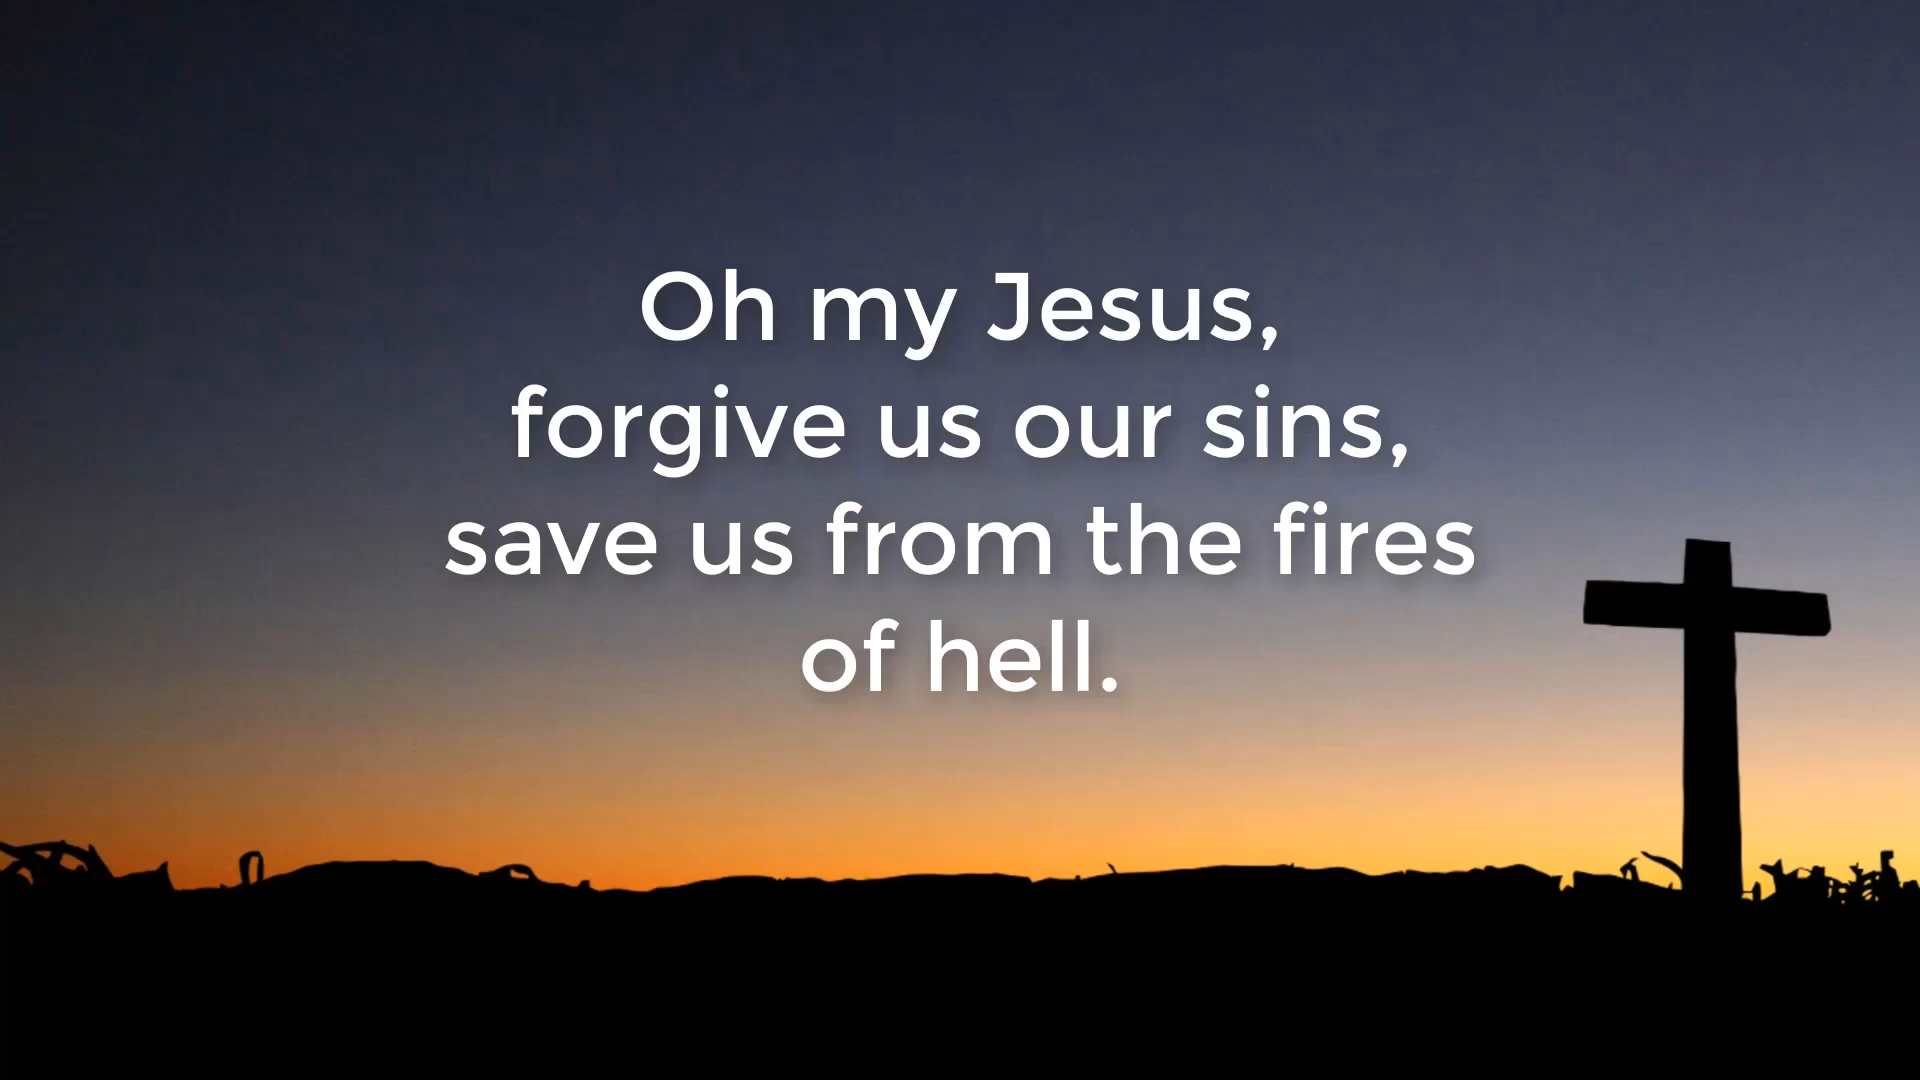 Oh my Jesus,
forgive us our sins,
save us from the fires
of hell.